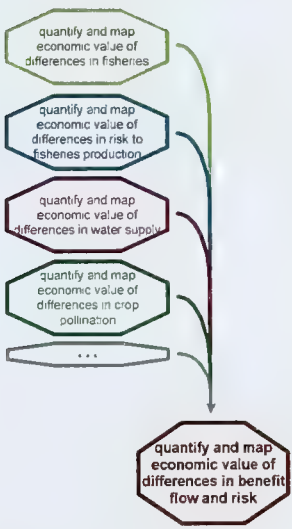 quantify and map
economic value of
differences in fisheries
quantify and map
economic value of
differences in risk to
fishenes production
quantify and map
economic value of
differences in water supply
quantify and map
economic value of
differences in crop
pollination
...
quantify and map
economic value of
differences in benefit
flow and risk